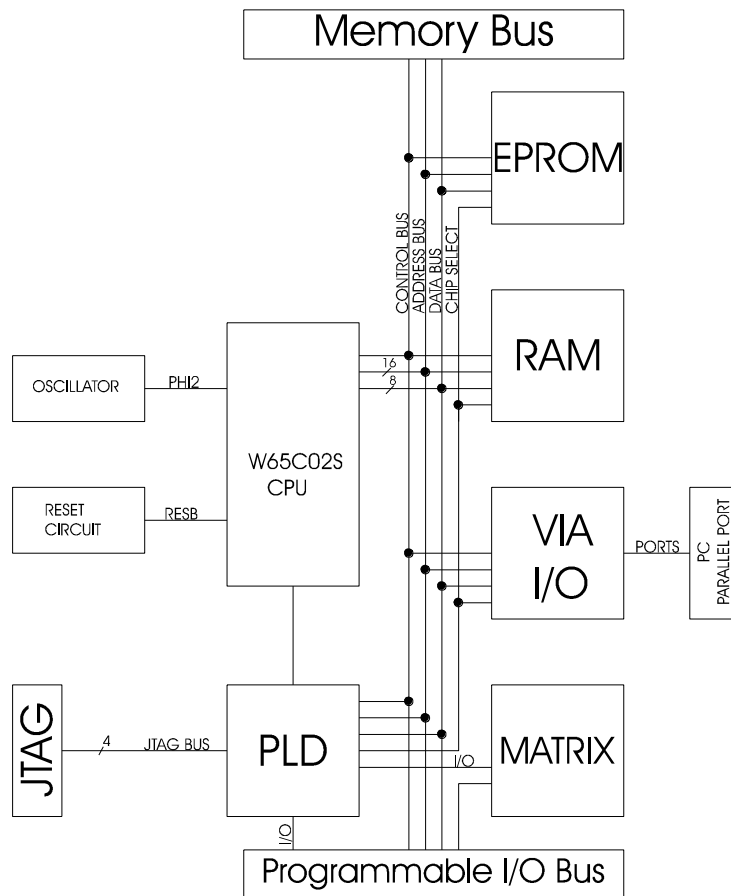 Memory Bus
EPROM
CONTROL BUS
ADDRESS BUS
DATA BUS
CHIP SELECT
RAM
16
8
OSCILLATOR
PHI2
W65C02S
CPU
RESET
CIRCUIT
RESB
VIA
I/O
PORTS
PC
PARALLEL PORT
JTAG
4
JTAG BUS
PLD
I/O
MATRIX
I/O
Programmable I/O Bus